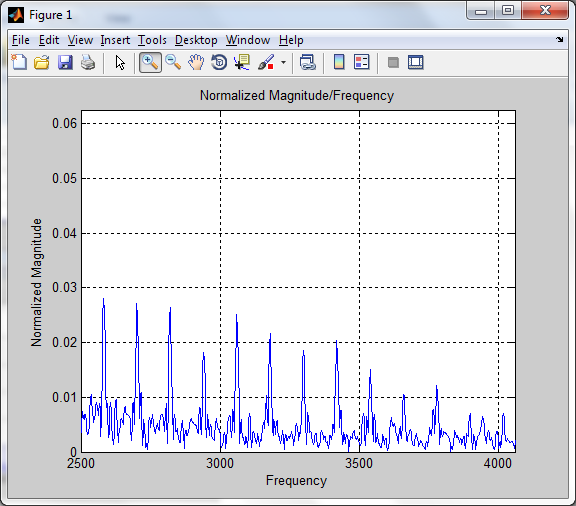 Figure 1
File Edit View Insert Tools Desktop Window Help
Normalized Magnitude/Frequency
0.06
0.05
0.04
0.03
0.02
0.01
0
Normalized Magnitude
2500 3000 3500 4000
Frequency